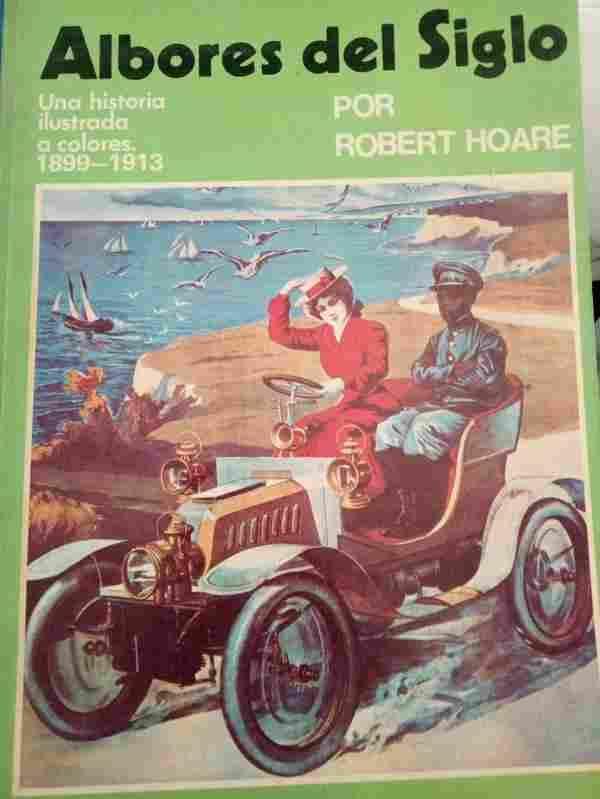 Albores del Siglo
Una historia
ilustrada
a colores.
1899-1913
POR
ROBERT HOARE